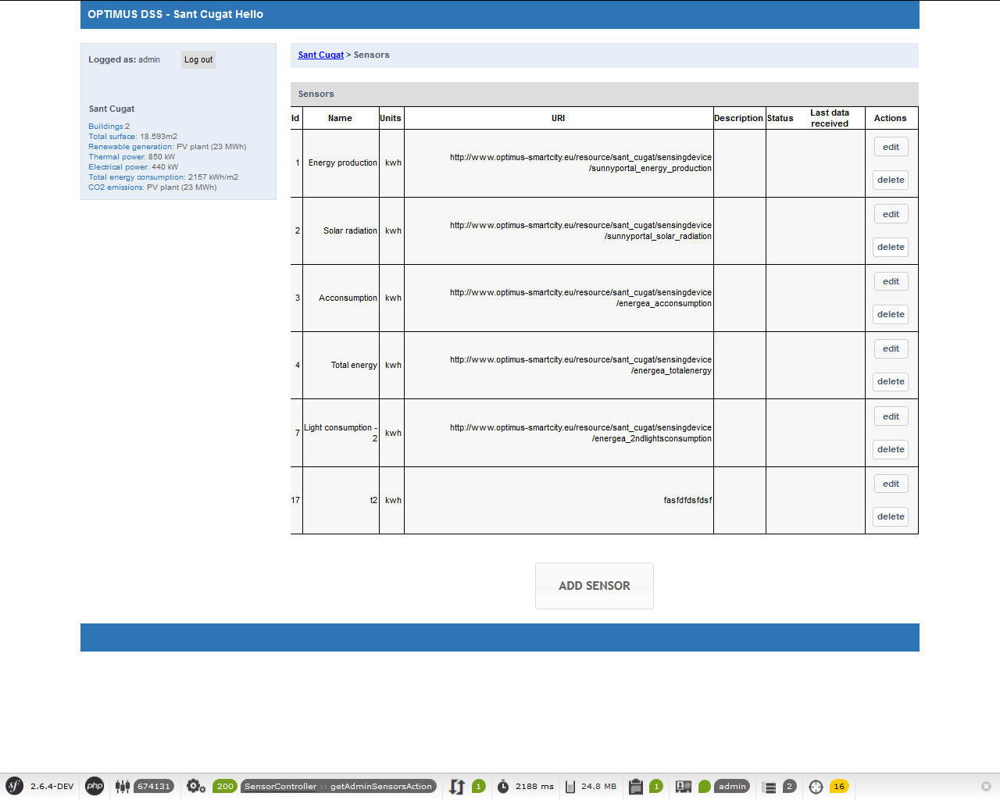 OPTIMUS DSS - Sant Cugat Hello
Logged as: admin
Log out
Sant Cugat
Buildings:2
Total surface: 18.593m2
Renewable generation: PV plant (23 MWh)
Thermal power: 850 kW
Electrical power: 440 kW
Total energy consumption: 2157 kWh/m2
CO2 emissions: PV plant (23 MWh)
Sant Cugat > Sensors
Sensors
Id Name Units URI Description Status Last data received Actions
1 Energy production kwh http://www.optimus-smartcity.eu/resource/sant_cugat/sensingdevice
/sunnyportal_energy_production
edit
delete
2 Solar radiation kwh http://www.optimus-smartcity.eu/resource/sant_cugat/sensingdevice
/sunnyportal_solar_radiation
edit
delete
3 Acconsumption kwh http://www.optimus-smartcity.eu/resource/sant_cugat/sensingdevice
/energea_acconsumption
edit
delete
4 Total energy kwh http://www.optimus-smartcity.eu/resource/sant_cugat/sensingdevice
/energea_totalenergy
edit
delete
7 Light consumption - 2 kwh http://www.optimus-smartcity.eu/resource/sant_cugat/sensingdevice
/energea_2ndlightsconsumption
edit
delete
17 t2 kwh fasfdfdsfdsf
edit
delete
ADD SENSOR
sf 2.6.4-DEV php 674131 200 SensorController :: getAdminSensorsAction 1 2188 ms 24.8 MB 1 admin 2 16